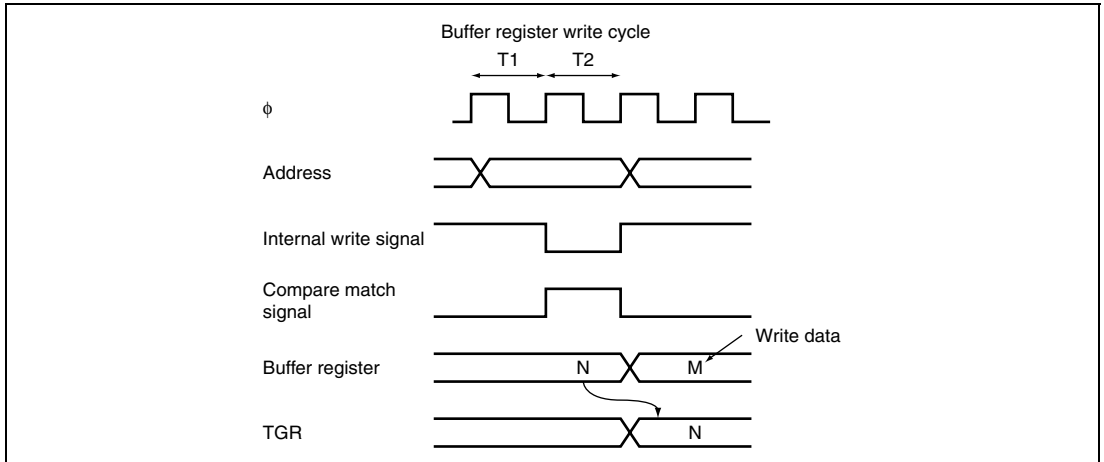 Buffer register write cycle
T1 T2
ϕ
Address
Internal write signal
Compare match
signal
Write data
Buffer register N M
TGR N